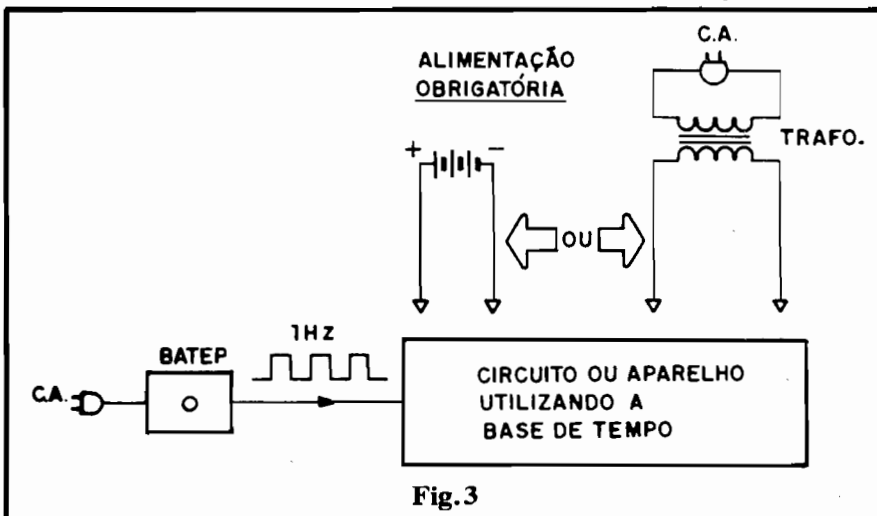 C.A.
ALIMENTAÇÃO
OBRIGATÓRIA
TRAFO.
+ −
OU
1Hz
BATEP
C.A.
CIRCUITO OU APARELHO
UTILIZANDO A
BASE DE TEMPO
Fig.3